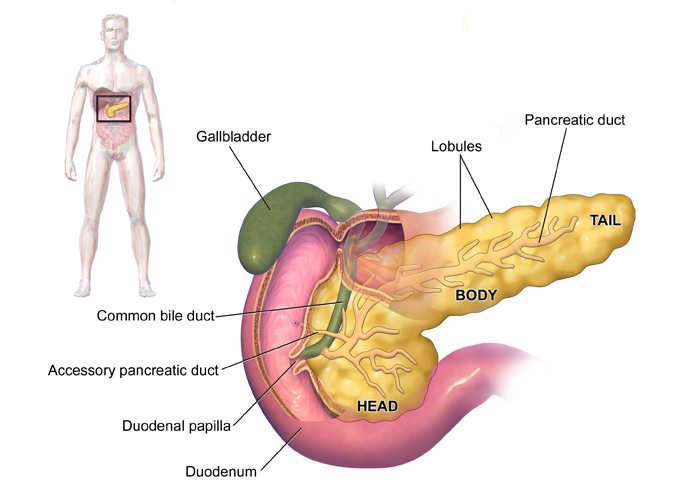 Pancreatic duct
Gallbladder
Lobules
TAIL
BODY
Common bile duct
Accessory pancreatic duct
HEAD
Duodenal papilla
Duodenum